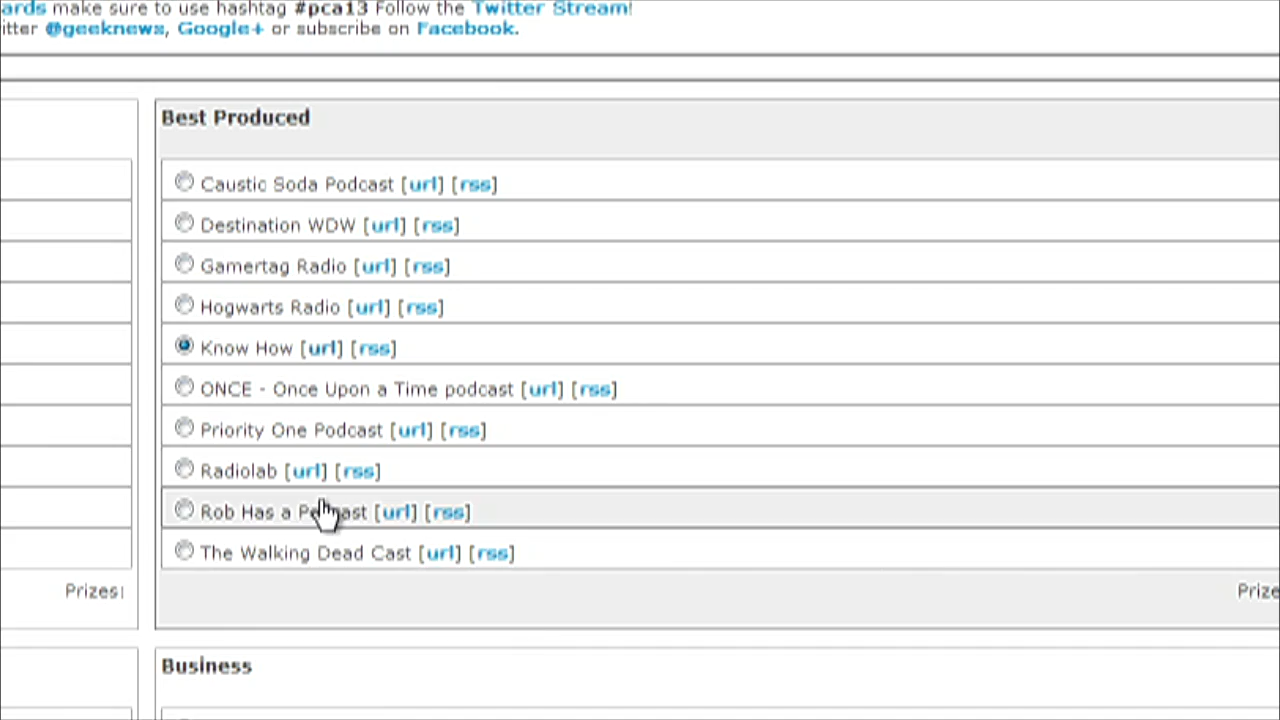 ards make sure to use hashtag #pca13 Follow the Twitter Stream!
itter @geeknews, Google+ or subscribe on Facebook.
Best Produced
Caustic Soda Podcast [url] [rss]
Destination WDW [url] [rss]
Gamertag Radio [url] [rss]
Hogwarts Radio [url] [rss]
Know How [url] [rss]
ONCE - Once Upon a Time podcast [url] [rss]
Priority One Podcast [url] [rss]
Radiolab [url] [rss]
Rob Has a Podcast [url] [rss]
The Walking Dead Cast [url] [rss]
Prizes:
Prize
Business